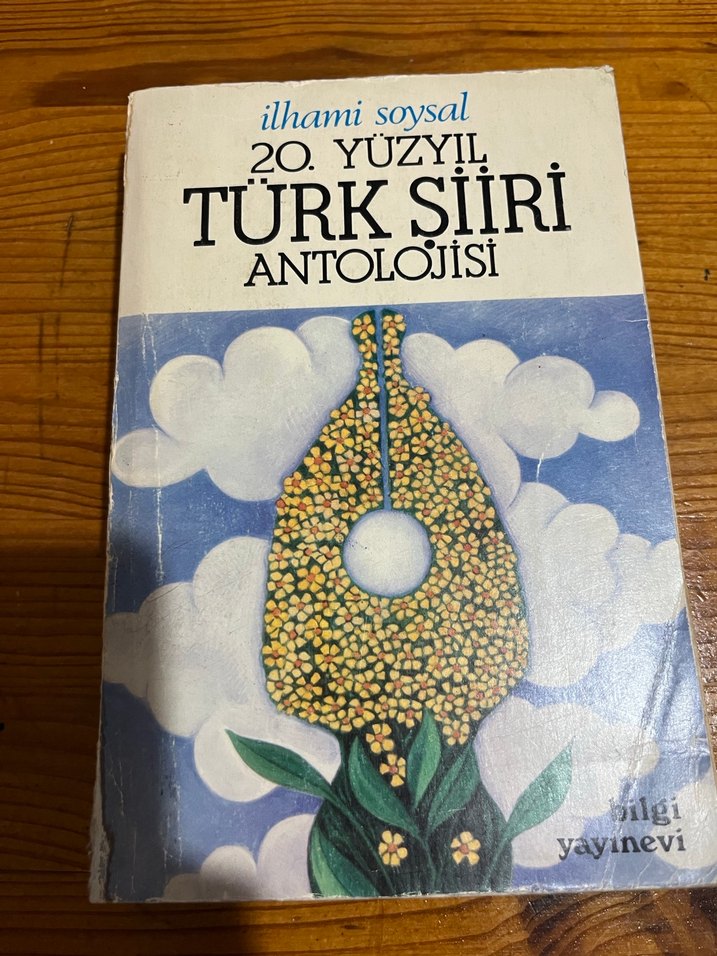 ilhami soysal
20. YÜZYIL
TÜRK ŞİİRİ
ANTOLOJİSİ
bilgi
yayınevi